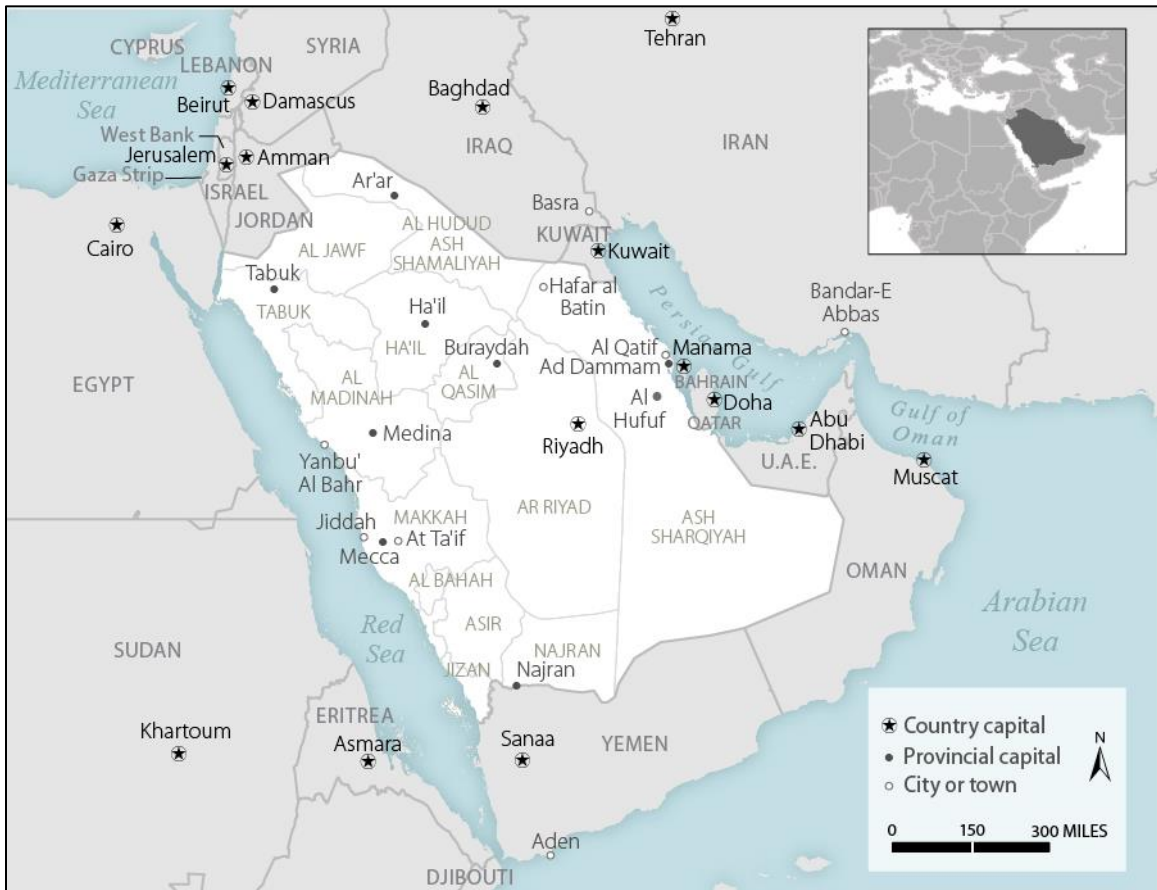 CYPRUS
SYRIA
Tehran
LEBANON
Mediterranean
Sea
Beirut
Damascus
Baghdad
West Bank
IRAQ
IRAN
Jerusalem
Amman
Gaza Strip
ISRAEL
Ar'ar
Basra
JORDAN
AL HUDUD
ASH
SHAMALIYAH
KUWAIT
Cairo
AL JAWF
Kuwait
Tabuk
Hafar al
Batin
Bandar-E
Abbas
TABUK
Ha'il
Persian Gulf
HA'IL
Buraydah
Al Qatif
Manama
Ad Dammam
EGYPT
AL
MADINAH
AL
QASIM
BAHRAIN
Al
Hufuf
Doha
QATAR
Abu
Dhabi
Gulf of
Oman
Medina
Riyadh
U.A.E.
Muscat
Yanbu'
Al Bahr
Jiddah
MAKKAH
AR RIYAD
ASH
SHARQIYAH
Mecca
At Ta'if
AL BAHAH
OMAN
Arabian
Sea
Red
Sea
ASIR
SUDAN
NAJRAN
JIZAN
Najran
ERITREA
Khartoum
Asmara
Sanaa
YEMEN
Aden
DJIBOUTI
Country capital
Provincial capital
City or town
N
0 150 300 MILES